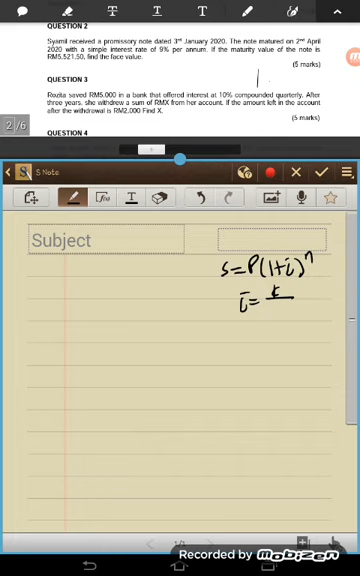 QUESTION 2
Syamil received a promissory note dated 3rd January 2020. The note matured on 2nd April
2020 with a simple interest rate of 9% per annum. If the maturity value of the note is
RM5,521.50, find the face value.
(5 marks)
QUESTION 3
Rozita saved RM5,000 in a bank that offered interest at 10% compounded quarterly. After
three years, she withdrew a sum of RMX from her account. If the amount left in the account
after the withdrawal is RM2,000 Find X.
(5 marks)
2 / 6
QUESTION 4
S Note
Subject
S=P(1+i)^n
i=k/
1/1
Recorded by Mobizen